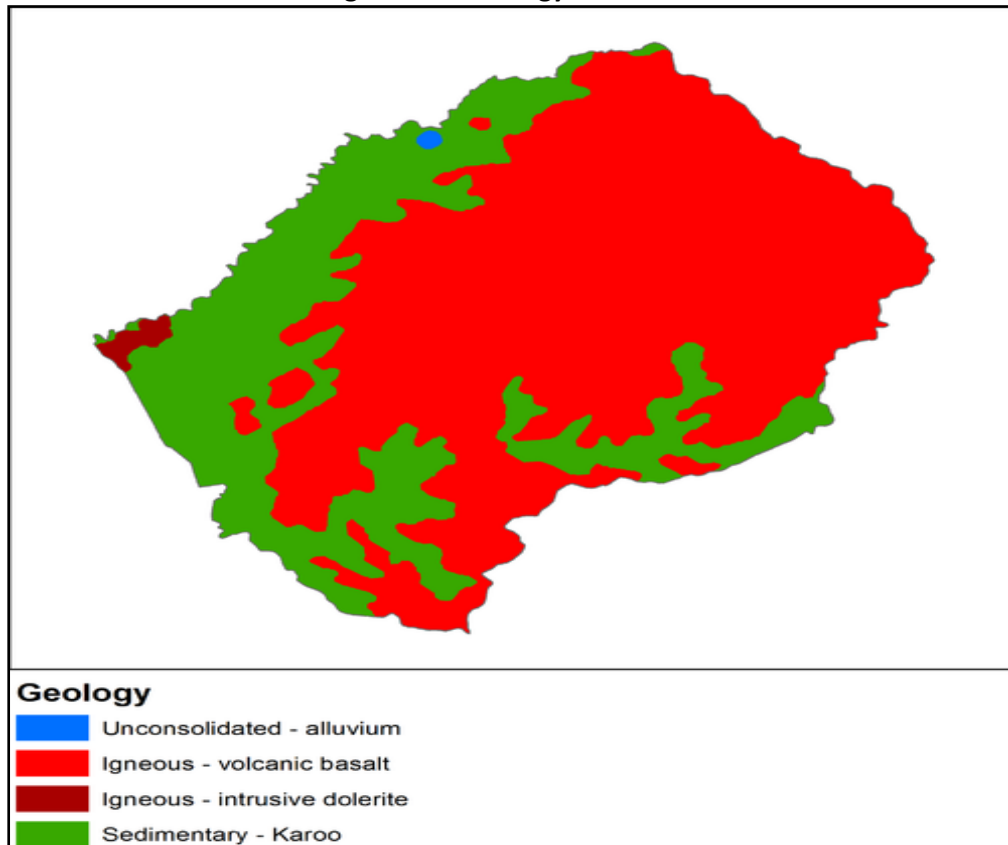 Geology
Unconsolidated - alluvium
Igneous - volcanic basalt
Igneous - intrusive dolerite
Sedimentary - Karoo